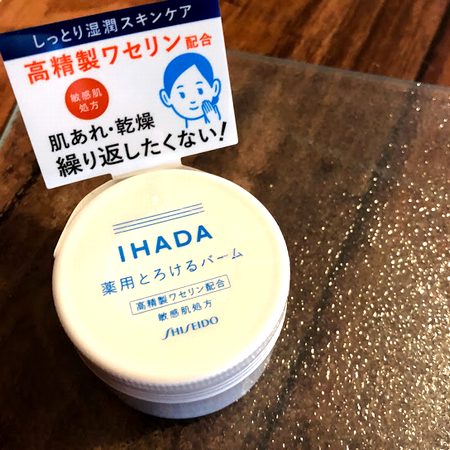 しっとり湿潤スキンケア
高精製ワセリン配合
敏感肌
処方
肌あれ・乾燥
繰り返したくない!
IHADA
薬用とろけるバーム
高精製ワセリン配合
敏感肌処方
SHISEIDO